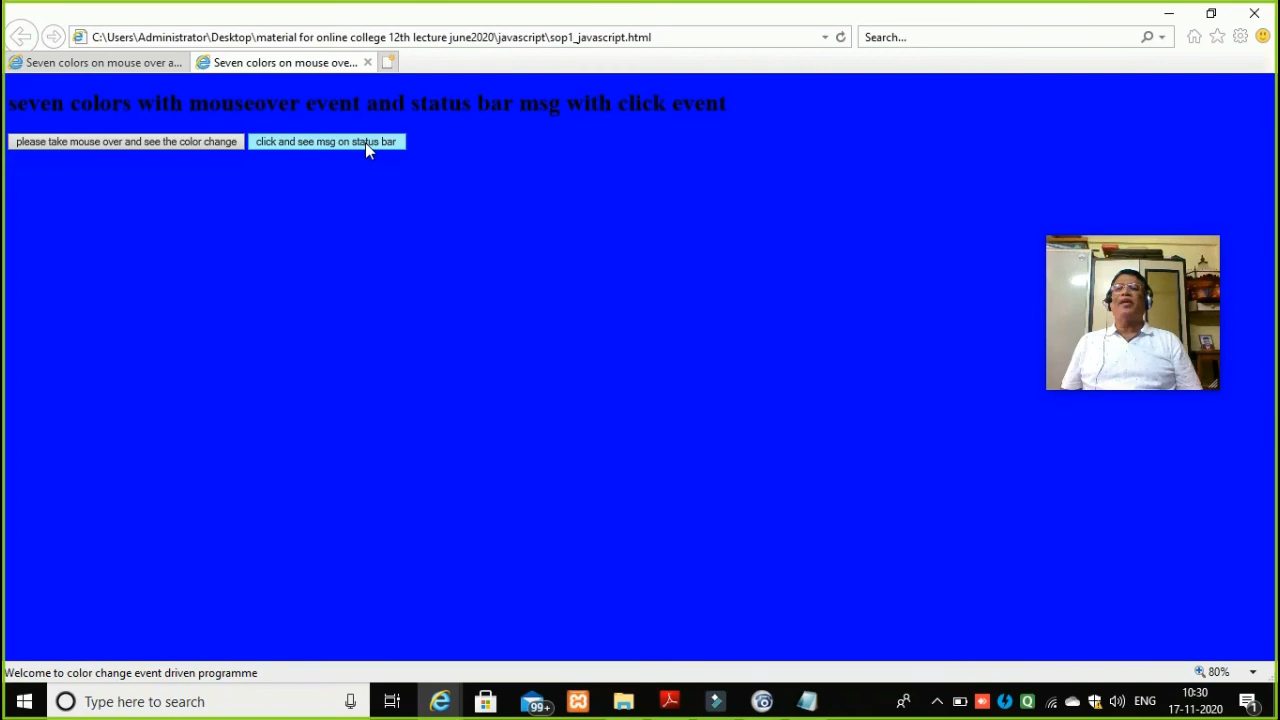 C:\Users\Administrator\Desktop\material for online college 12th lecture june2020\javascript\sop1_javascript.html
Search...
Seven colors on mouse over a...
Seven colors on mouse ove...
seven colors with mouseover event and status bar msg with click event
please take mouse over and see the color change
click and see msg on status bar
Welcome to color change event driven programme
80%
Type here to search
99+
ENG
10:30
17-11-2020
1